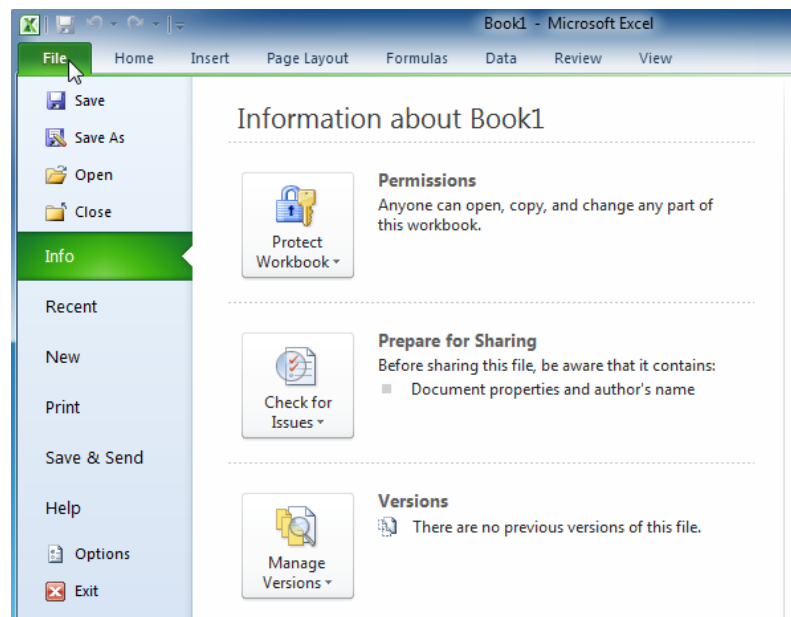 Book1 - Microsoft Excel
File Home Insert Page Layout Formulas Data Review View
Save
Save As
Open
Close
Info
Recent
New
Print
Save & Send
Help
Options
Exit
Information about Book1
Protect
Workbook
Permissions
Anyone can open, copy, and change any part of
this workbook.
Check for
Issues
Prepare for Sharing
Before sharing this file, be aware that it contains:
Document properties and author's name
Manage
Versions
Versions
There are no previous versions of this file.